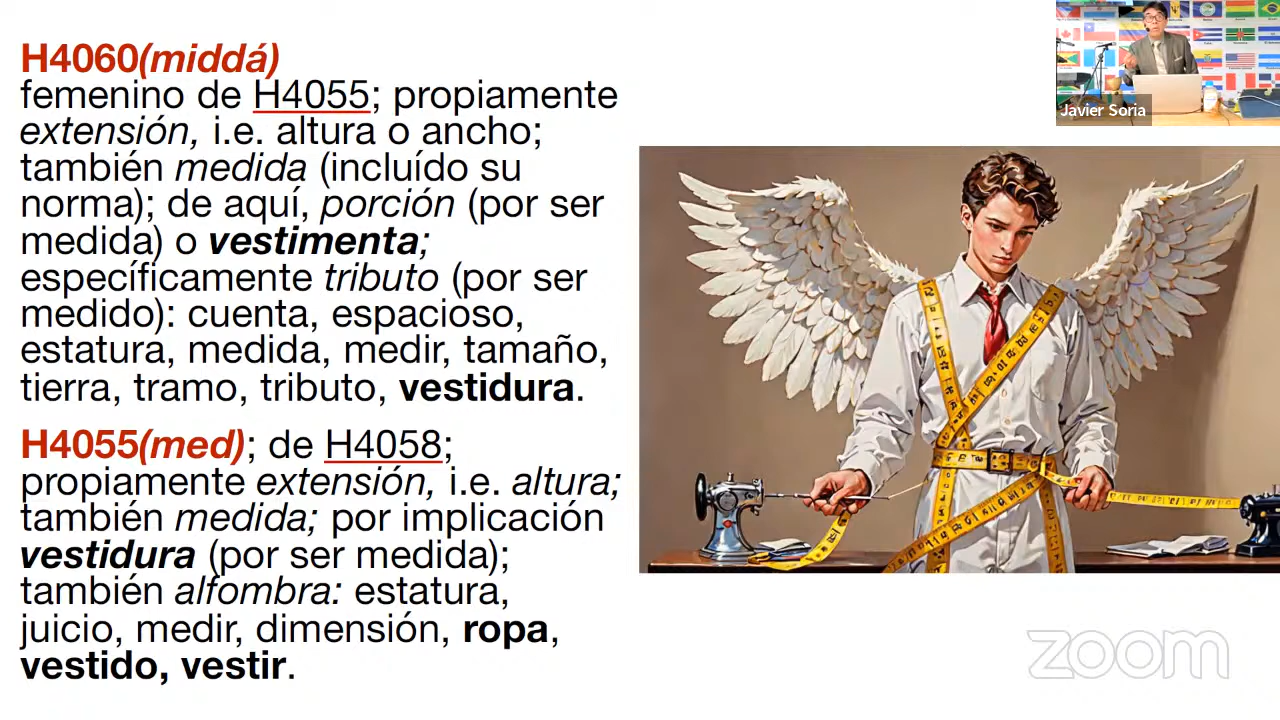 H4060(middá)
femenino de H4055; propiamente
extensión, i.e. altura o ancho;
también medida (incluído su
norma); de aquí, porción (por ser
medida) o vestimenta;
específicamente tributo (por ser
medido): cuenta, espacioso,
estatura, medida, medir, tamaño,
tierra, tramo, tributo, vestidura.
H4055(med); de H4058;
propiamente extensión, i.e. altura;
también medida; por implicación
vestidura (por ser medida);
también alfombra: estatura,
juicio, medir, dimensión, ropa,
vestido, vestir.
Javier Soria
zoom